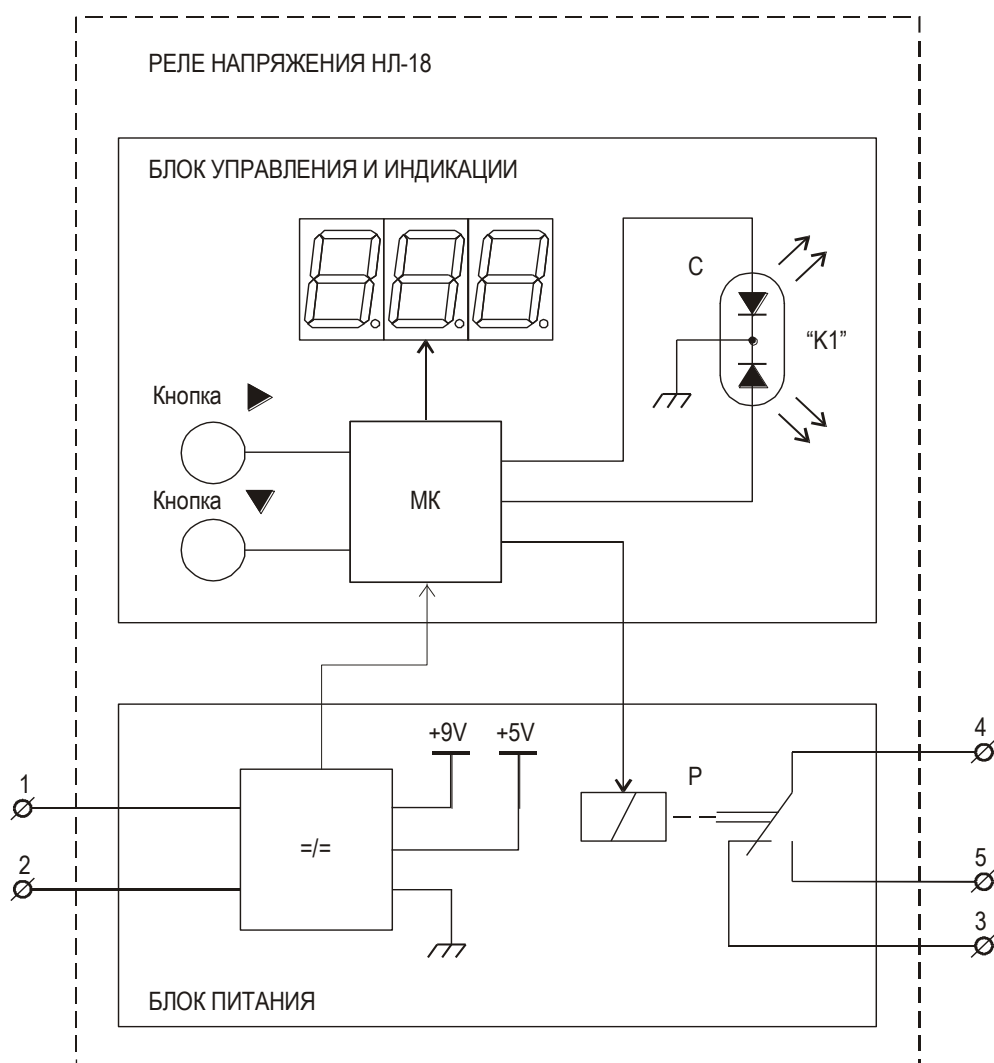 РЕЛЕ НАПРЯЖЕНИЯ НЛ-18
БЛОК УПРАВЛЕНИЯ И ИНДИКАЦИИ
С
“К1”
Кнопка
Кнопка
МК
+9V
+5V
4
1
Р
=/=
2
5
3
БЛОК ПИТАНИЯ